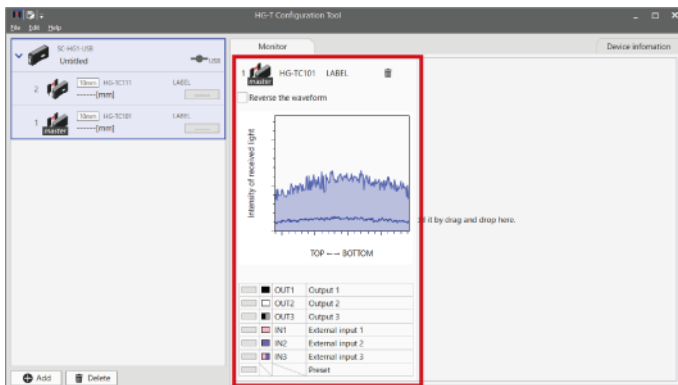 HG-T Configuration Tool
File Edit Help
SC-HG1-USB
Untitled
USB
2 10mm HG-TC111 LABEL
------[mm]
1 master 10mm HG-TC101 LABEL
------[mm]
Add Delete
Monitor
Device information
1 master HG-TC101 LABEL
Reverse the waveform
Intensity of received light
TOP ←→ BOTTOM
OUT1 Output 1
OUT2 Output 2
OUT3 Output 3
IN1 External input 1
IN2 External input 2
IN3 External input 3
Preset
it by drag and drop here.